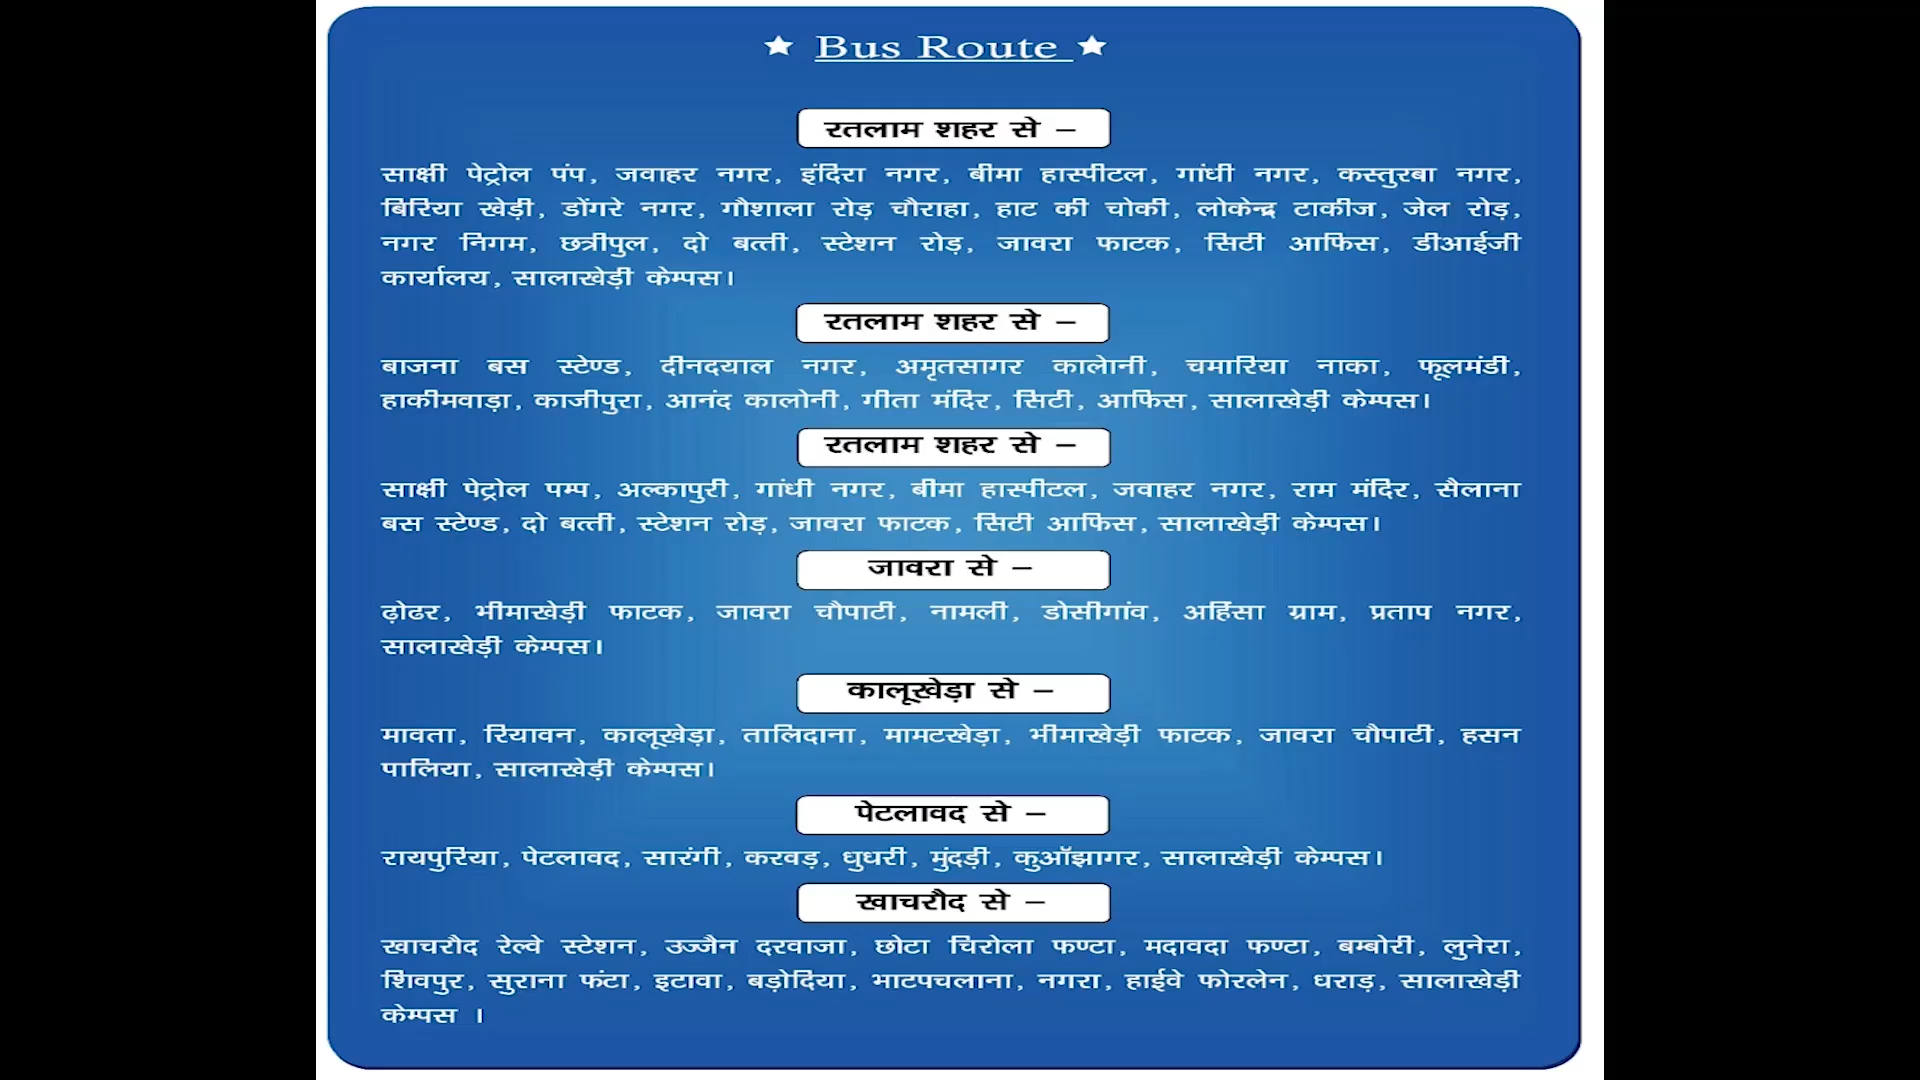 ★ Bus Route ★
रतलाम शहर से –
साक्षी पेट्रोल पंप, जवाहर नगर, इंदिरा नगर, बीमा हास्पीटल, गांधी नगर, कस्तुरबा नगर,
बिरिया खेड़ी, डोंगरे नगर, गौशाला रोड़ चौराहा, हाट की चोकी, लोकेन्द्र टाकीज, जेल रोड़,
नगर निगम, छत्रीपुल, दो बत्ती, स्टेशन रोड़, जावरा फाटक, सिटी आफिस, डीआईजी
कार्यालय, सालाखेड़ी केम्पस।
रतलाम शहर से –
बाजना बस स्टेण्ड, दीनदयाल नगर, अमृतसागर कालोनी, चमारिया नाका, फूलमंडी,
हाकीमवाड़ा, काजीपुरा, आनंद कालोनी, गीता मंदिर, सिटी, आफिस, सालाखेड़ी केम्पस।
रतलाम शहर से –
साक्षी पेट्रोल पम्प, अल्कापुरी, गांधी नगर, बीमा हास्पीटल, जवाहर नगर, राम मंदिर, सैलाना
बस स्टेण्ड, दो बत्ती, स्टेशन रोड़, जावरा फाटक, सिटी आफिस, सालाखेड़ी केम्पस।
जावरा से –
ढ़ोढर, भीमाखेड़ी फाटक, जावरा चौपाटी, नामली, डोसीगांव, अहिंसा ग्राम, प्रताप नगर,
सालाखेड़ी केम्पस।
कालूखेड़ा से –
मावता, रियावन, कालूखेड़ा, तालिदाना, मामटखेड़ा, भीमाखेड़ी फाटक, जावरा चौपाटी, हसन
पालिया, सालाखेड़ी केम्पस।
पेटलावद से –
रायपुरिया, पेटलावद, सारंगी, करवड़, धुधरी, मुंदड़ी, कुऑझागर, सालाखेड़ी केम्पस।
खाचरौद से –
खाचरौद रेल्वे स्टेशन, उज्जैन दरवाजा, छोटा चिरोला फण्टा, मदावदा फण्टा, बम्बोरी, लुनेरा,
शिवपुर, सुराना फंटा, इटावा, बड़ोदिया, भाटपचलाना, नगरा, हाईवे फोरलेन, धराड़, सालाखेड़ी
केम्पस ।